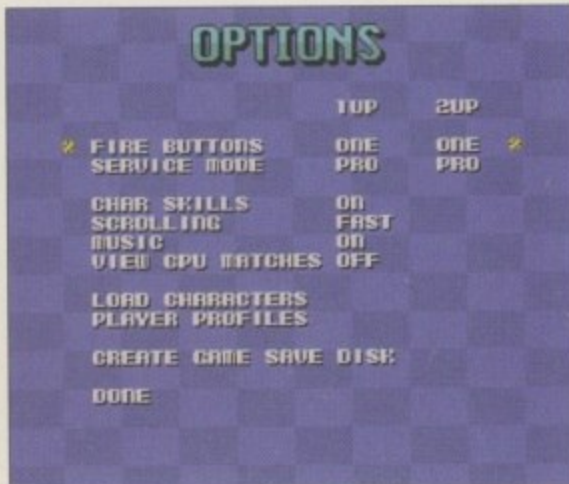 OPTIONS
1UP 2UP
FIRE BUTTONS ONE ONE
SERVICE MODE PRO PRO
CHAR SKILLS ON
SCROLLING FAST
MUSIC ON
VIEW CPU MATCHES OFF
LOAD CHARACTERS
PLAYER PROFILES
CREATE GAME SAVE DISK
DONE